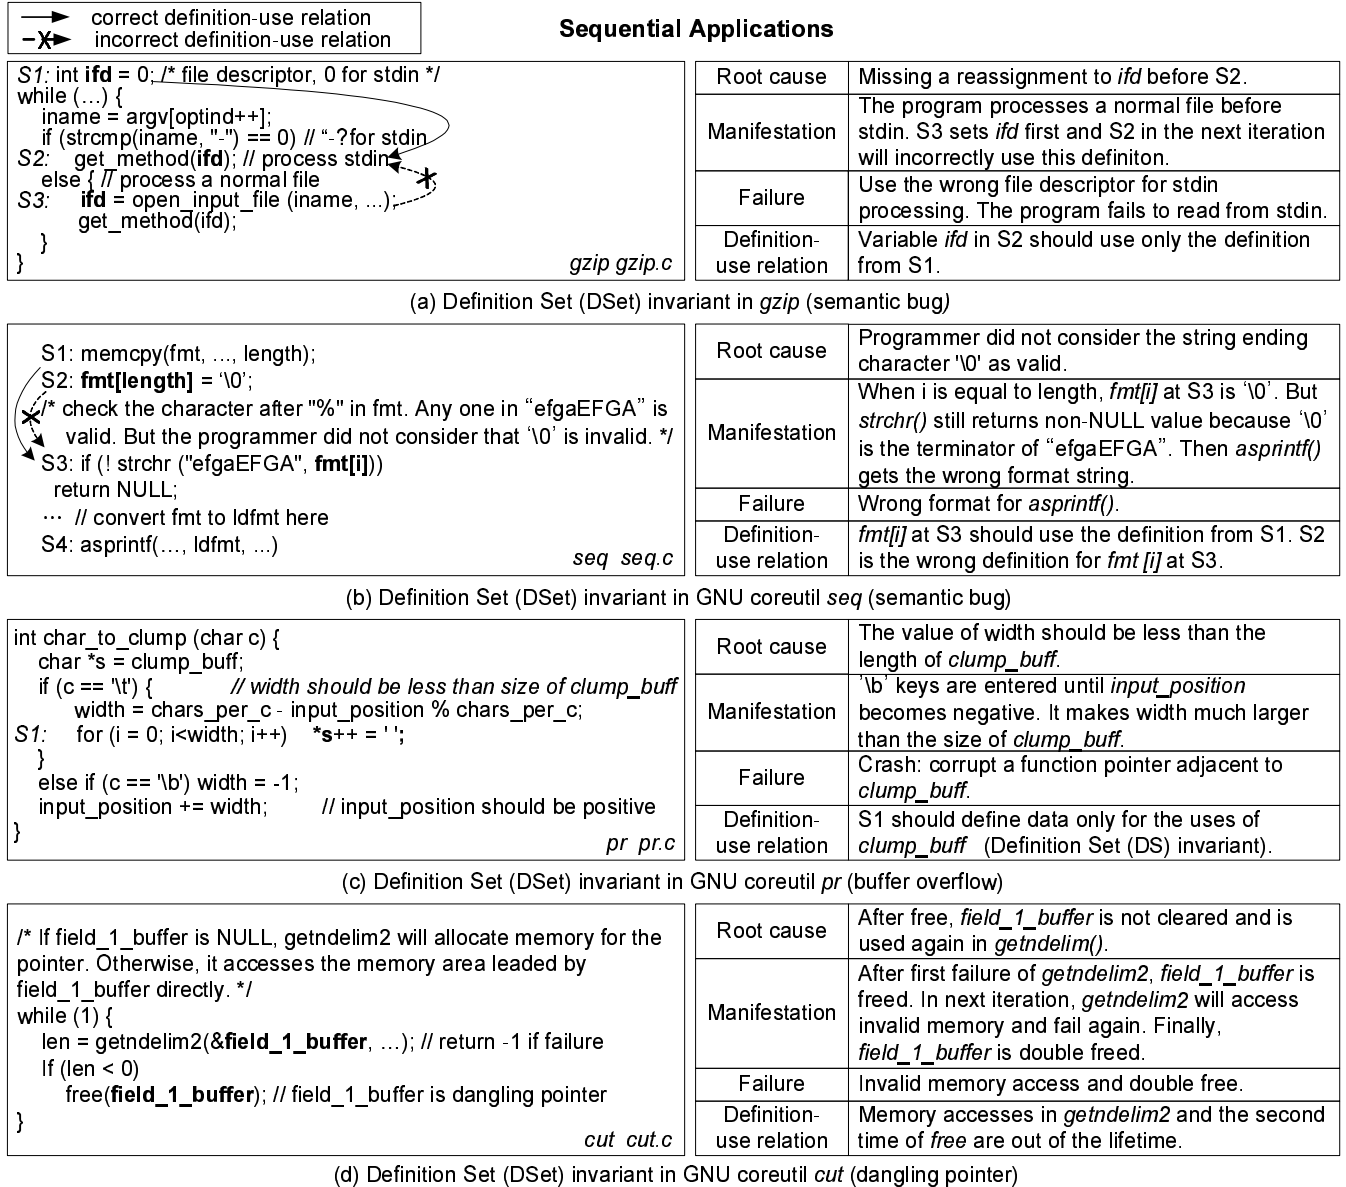 correct definition-use relation
incorrect definition-use relation
Sequential Applications
S1: int ifd = 0; /* file descriptor, 0 for stdin */
while (...) {
iname = argv[optind++];
if (strcmp(iname, "-") == 0) // “-?for stdin
S2: get_method(ifd); // process stdin
else { // process a normal file
S3: ifd = open_input_file (iname, ...);
get_method(ifd);
}
}
gzip gzip.c
Root cause
Missing a reassignment to ifd before S2.
Manifestation
The program processes a normal file before
stdin. S3 sets ifd first and S2 in the next iteration
will incorrectly use this definiton.
Failure
Use the wrong file descriptor for stdin
processing. The program fails to read from stdin.
Definition-
use relation
Variable ifd in S2 should use only the definition
from S1.
(a) Definition Set (DSet) invariant in gzip (semantic bug)
S1: memcpy(fmt, ..., length);
S2: fmt[length] = ‘\0’;
/* check the character after "%" in fmt. Any one in “efgaEFGA” is
valid. But the programmer did not consider that ‘\0’ is invalid. */
S3: if (! strchr ("efgaEFGA", fmt[i]))
return NULL;
... // convert fmt to ldfmt here
S4: asprintf(..., ldfmt, ...)
seq seq.c
Root cause
Programmer did not consider the string ending
character '\0' as valid.
Manifestation
When i is equal to length, fmt[i] at S3 is ‘\0’. But
strchr() still returns non-NULL value because ‘\0’
is the terminator of “efgaEFGA”. Then asprintf()
gets the wrong format string.
Failure
Wrong format for asprintf().
Definition-
use relation
fmt[i] at S3 should use the definition from S1. S2
is the wrong definition for fmt [i] at S3.
(b) Definition Set (DSet) invariant in GNU coreutil seq (semantic bug)
int char_to_clump (char c) {
char *s = clump_buff;
if (c == '\t') { // width should be less than size of clump_buff
width = chars_per_c - input_position % chars_per_c;
S1: for (i = 0; i<width; i++) *s++ = ' ';
}
else if (c == '\b') width = -1;
input_position += width; // input_position should be positive
}
pr pr.c
Root cause
The value of width should be less than the
length of clump_buff.
Manifestation
'\b' keys are entered until input_position
becomes negative. It makes width much larger
than the size of clump_buff.
Failure
Crash: corrupt a function pointer adjacent to
clump_buff.
Definition-
use relation
S1 should define data only for the uses of
clump_buff (Definition Set (DS) invariant).
(c) Definition Set (DSet) invariant in GNU coreutil pr (buffer overflow)
/* If field_1_buffer is NULL, getndelim2 will allocate memory for the
pointer. Otherwise, it accesses the memory area leaded by
field_1_buffer directly. */
while (1) {
len = getndelim2(&field_1_buffer, ...); // return -1 if failure
If (len < 0)
free(field_1_buffer); // field_1_buffer is dangling pointer
}
cut cut.c
Root cause
After free, field_1_buffer is not cleared and is
used again in getndelim().
Manifestation
After first failure of getndelim2, field_1_buffer is
freed. In next iteration, getndelim2 will access
invalid memory and fail again. Finally,
field_1_buffer is double freed.
Failure
Invalid memory access and double free.
Definition-
use relation
Memory accesses in getndelim2 and the second
time of free are out of the lifetime.
(d) Definition Set (DSet) invariant in GNU coreutil cut (dangling pointer)